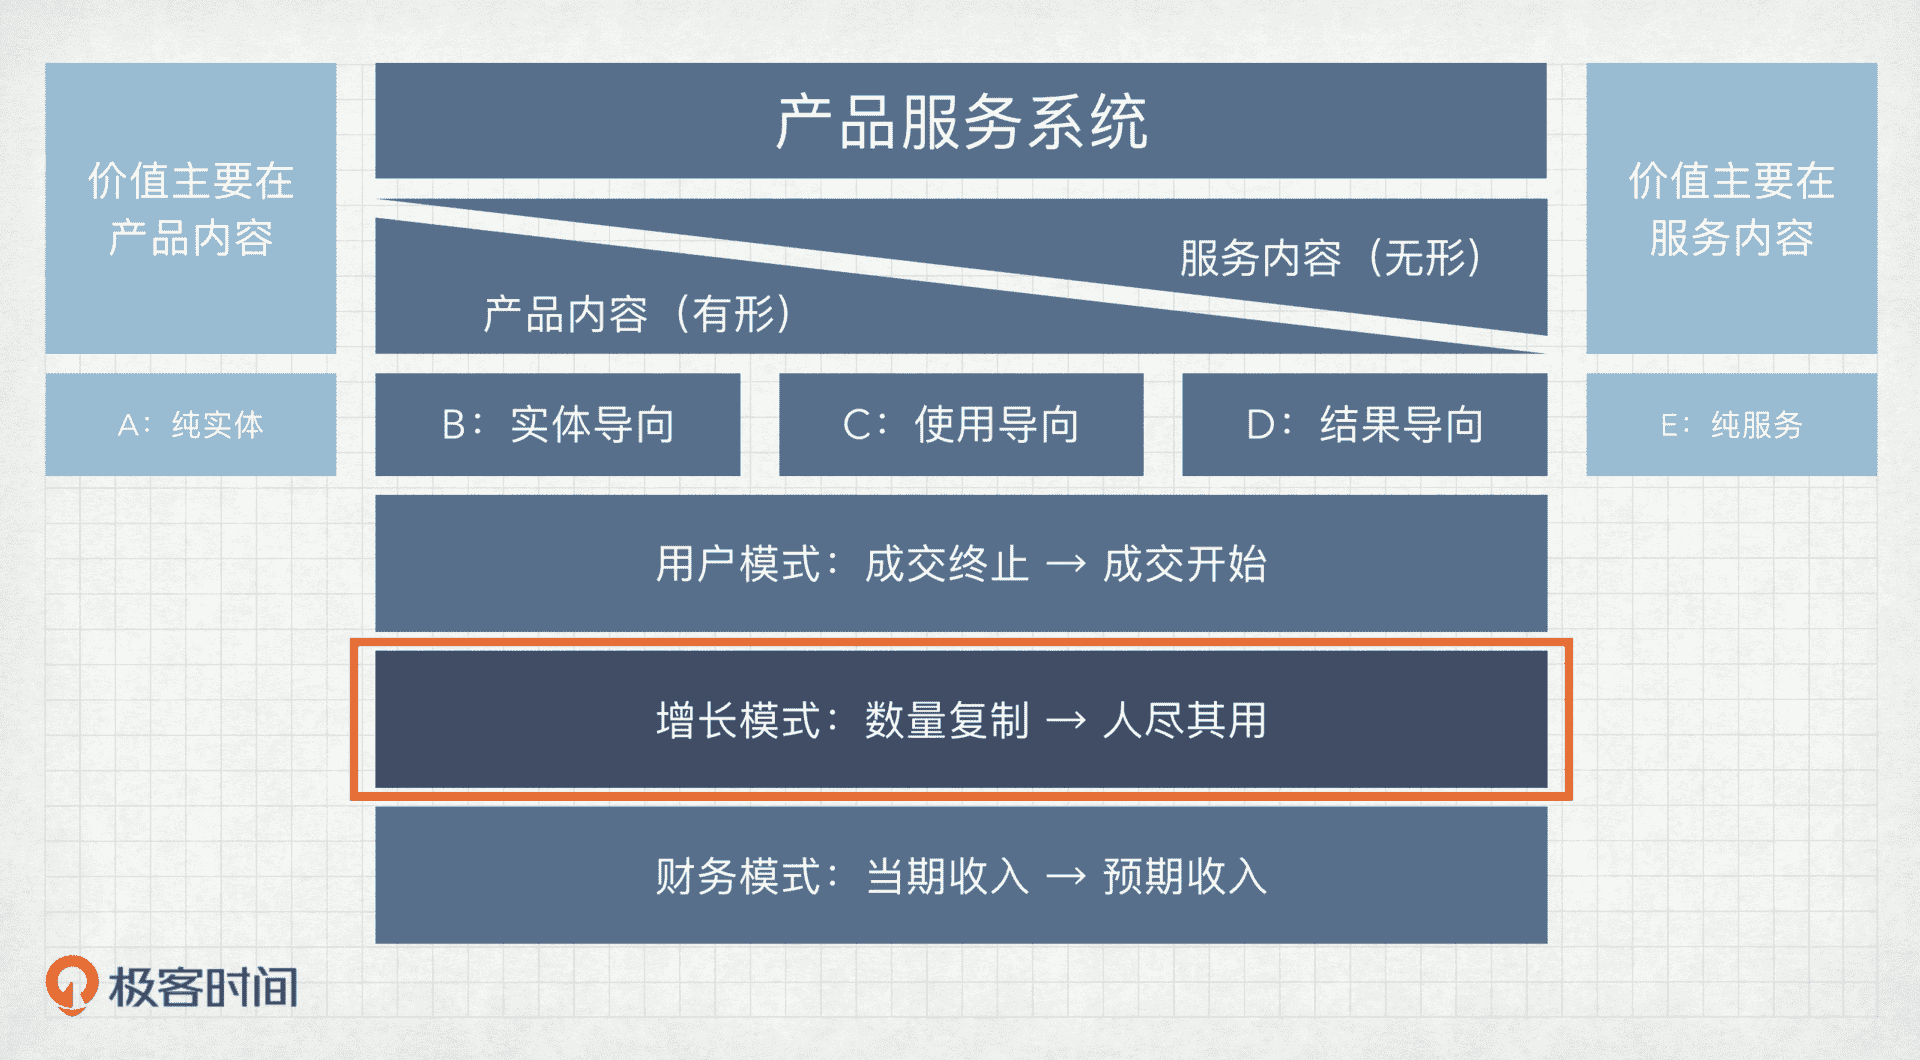 产品服务系统
价值主要在
产品内容
服务内容（无形）
产品内容（有形）
价值主要在
服务内容
A：纯实体
B：实体导向
C：使用导向
D：结果导向
E：纯服务
用户模式：成交终止 → 成交开始
增长模式：数量复制 → 人尽其用
财务模式：当期收入 → 预期收入
极客时间